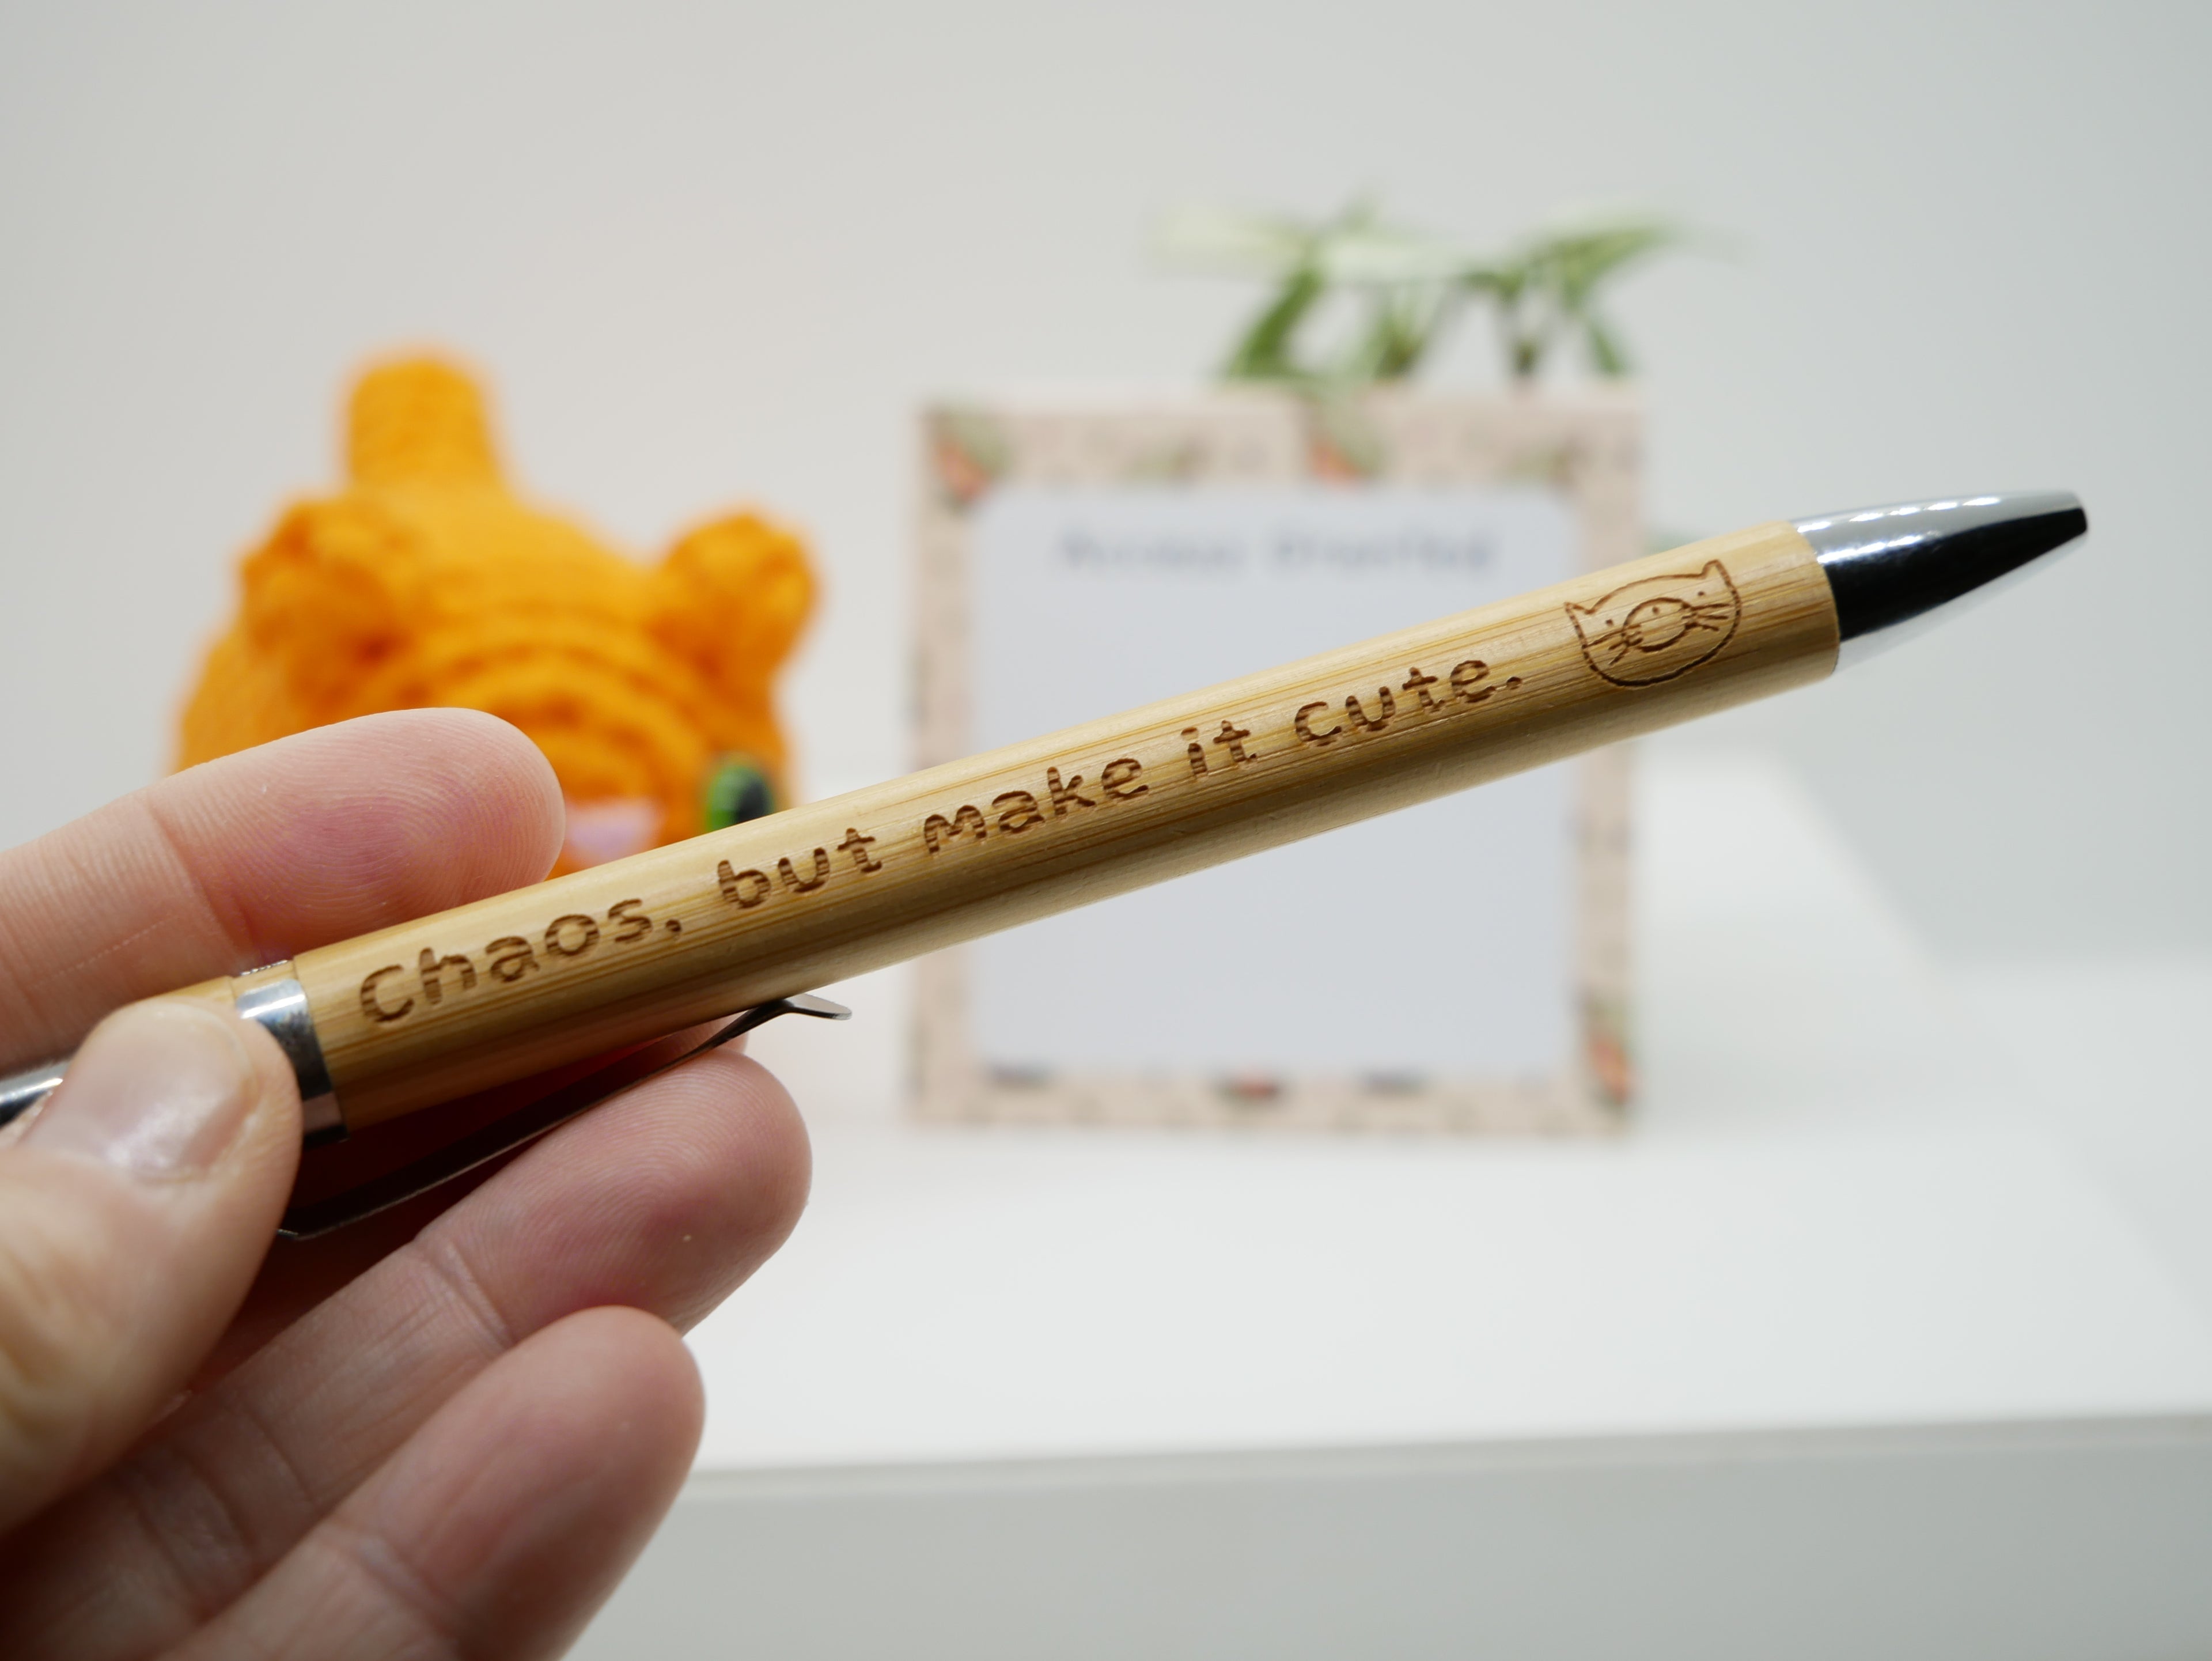 Chaos, but make it cute.